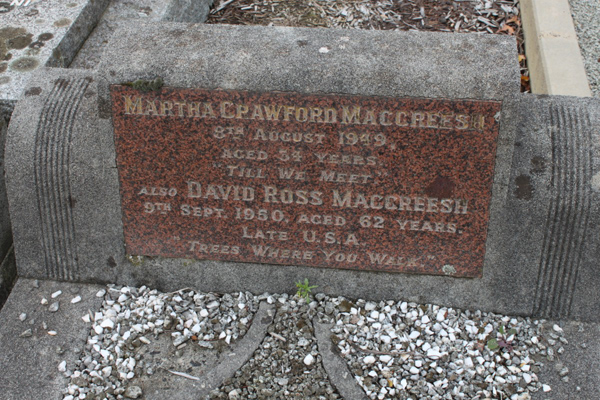 MARTHA CRAWFORD MACCREESH
8TH AUGUST 1949.
AGED 54 YEARS.
"TILL WE MEET"
ALSO DAVID ROSS MACCREESH
9TH SEPT. 1950, AGED 62 YEARS.
LATE U.S.A.
"TREES WHERE YOU WALK."